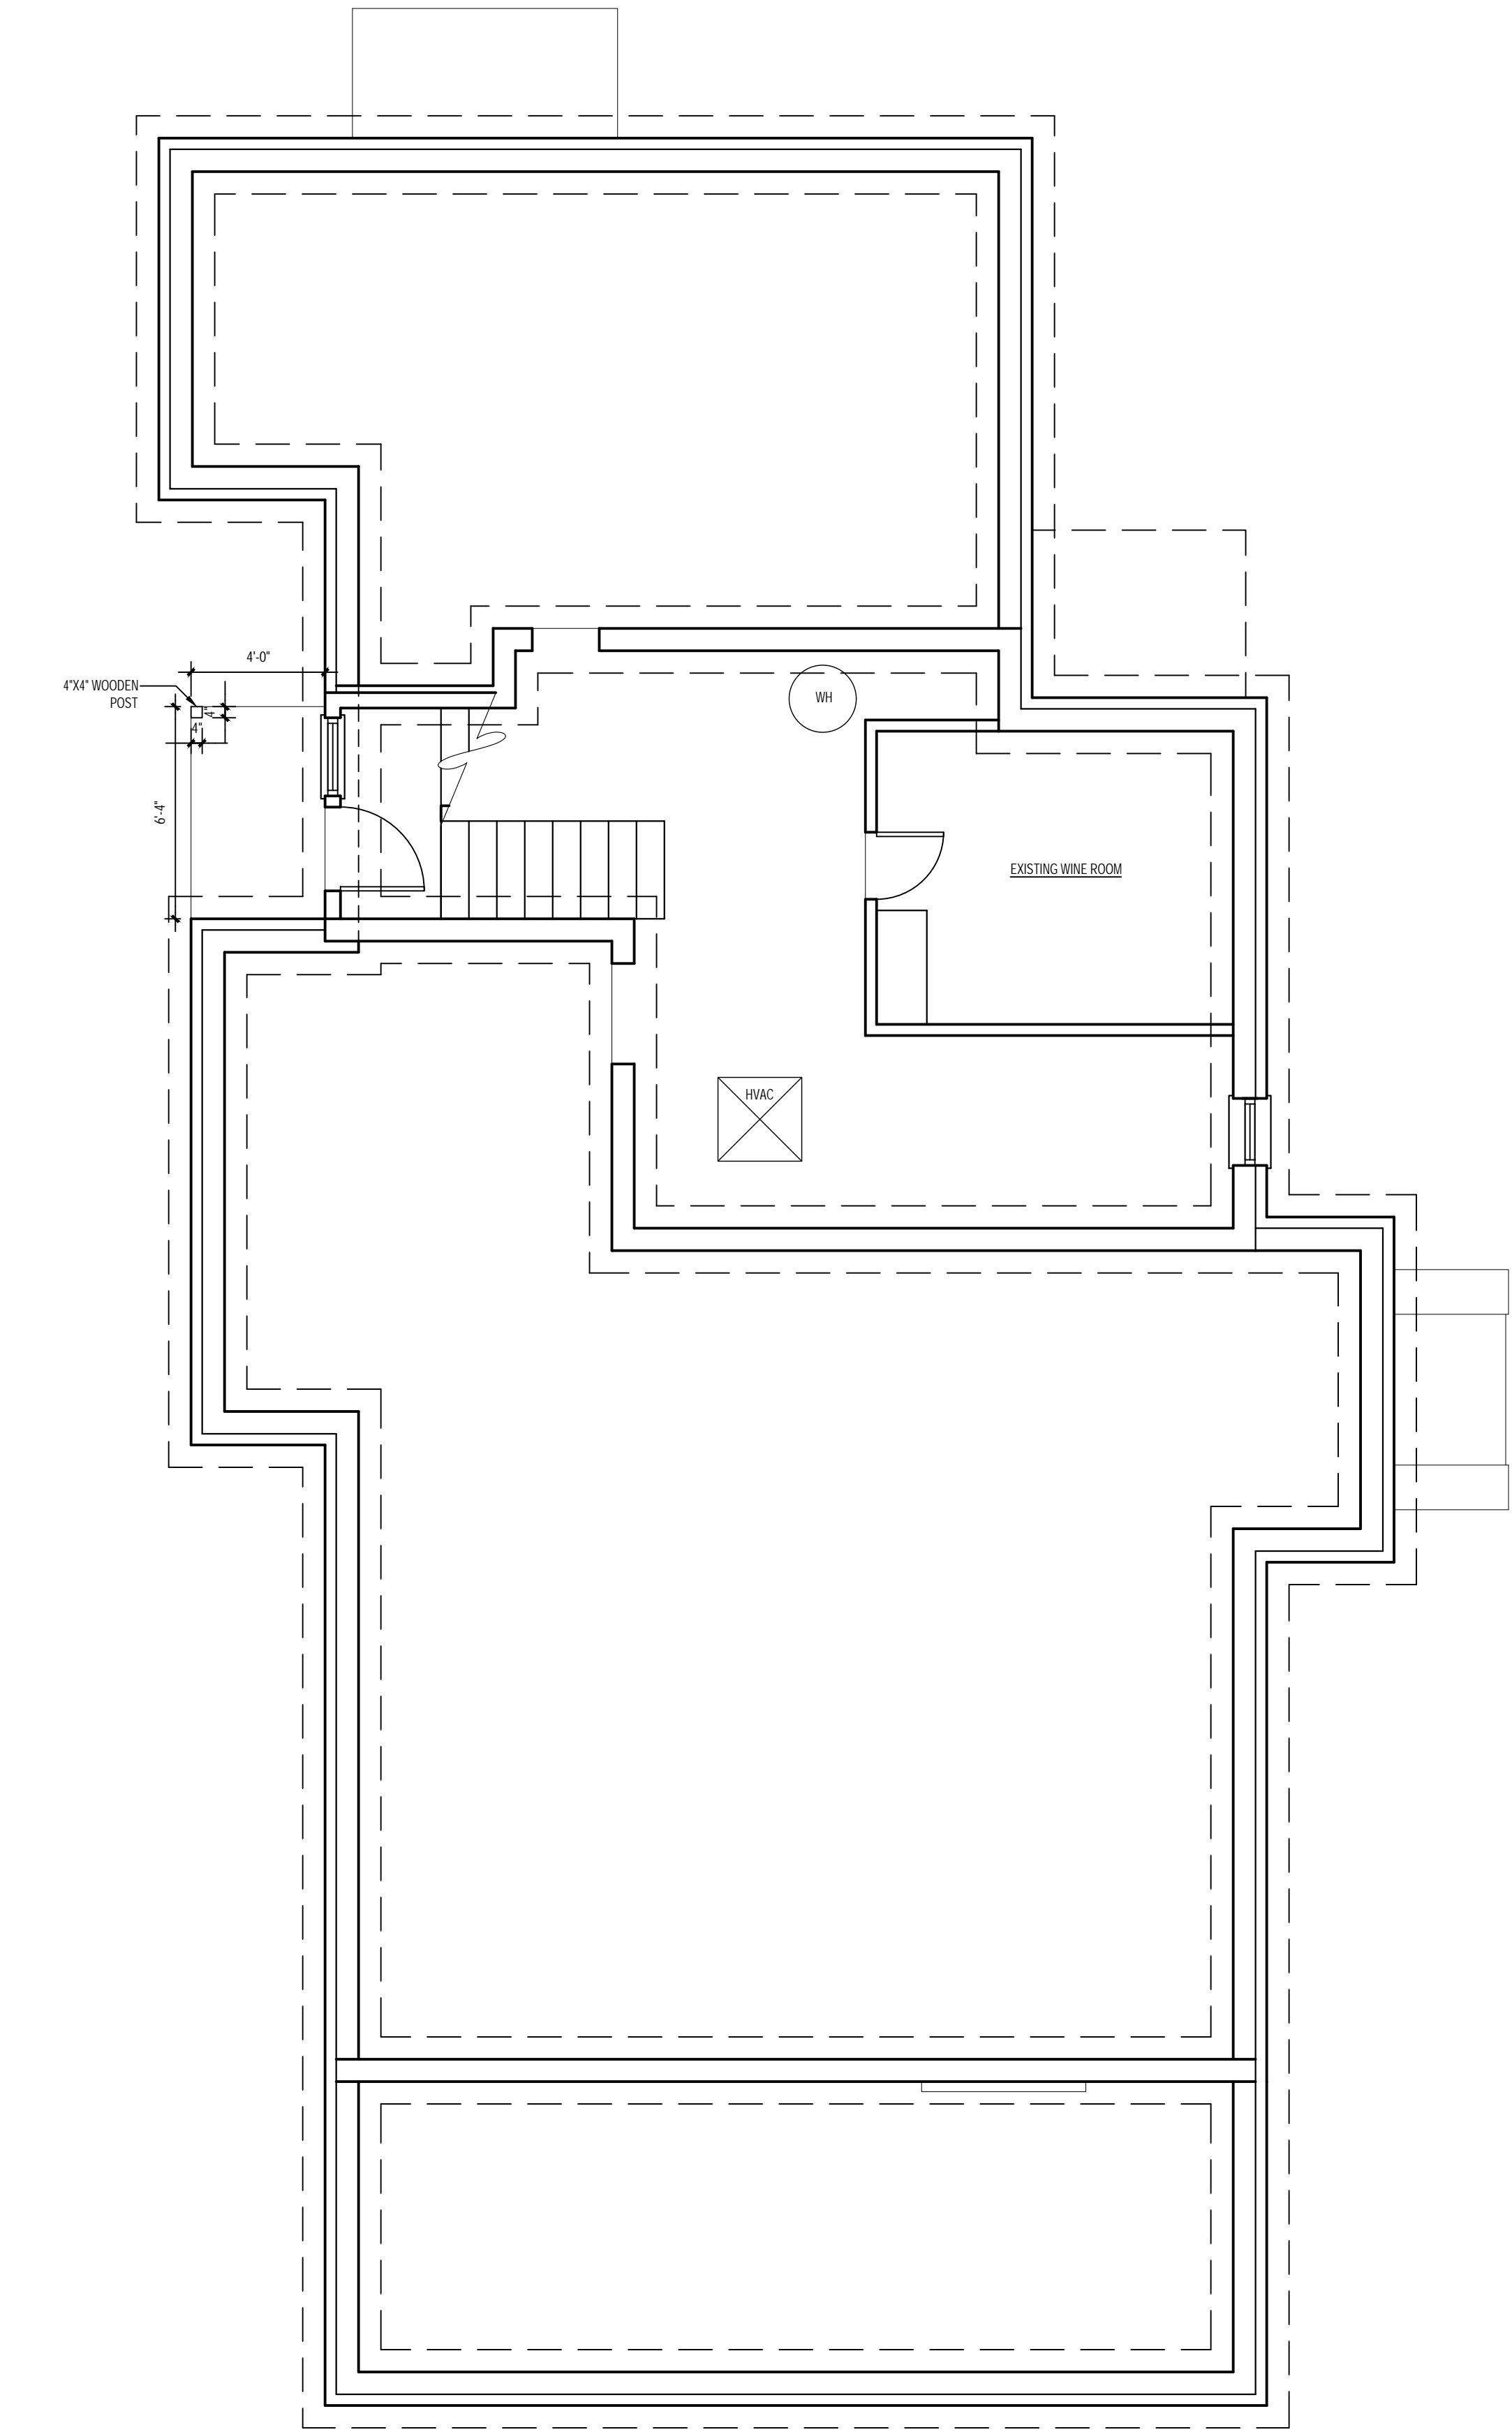 4'-0"
4"X4" WOODEN
POST
4"
4"
WH
6'-4"
EXISTING WINE ROOM
HVAC